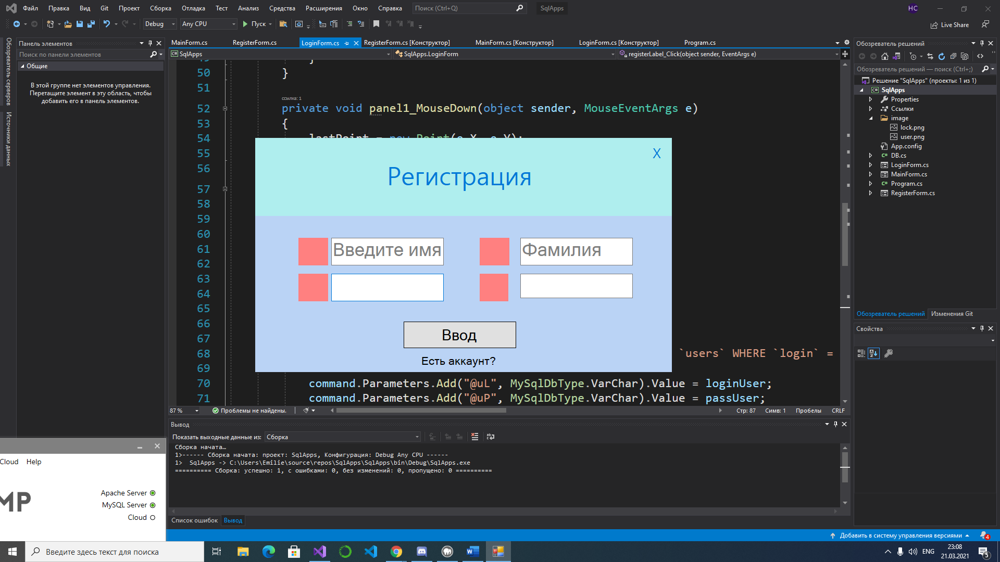 Файл Правка Вид Git Проект Сборка Отладка Тест Анализ Средства Расширения Окно Справка Поиск (Ctrl+Q) SqlApps НС
Debug Any CPU Пуск Live Share
Обозреватель серверов
Источники данных
Панель элементов
Поиск по панели элементов
Общие
В этой группе нет элементов управления.
Перетащите элемент в эту область, чтобы
добавить его в панель элементов.
MainForm.cs RegisterForm.cs LoginForm.cs RegisterForm.cs [Конструктор] MainForm.cs [Конструктор] LoginForm.cs [Конструктор] Program.cs
SqlApps SqlApps.LoginForm registerLabel_Click(object sender, EventArgs e)
50 }
51
ссылка: 1
52 private void panel1_MouseDown(object sender, MouseEventArgs e)
53 {
54 lastPoint = new Point(e.X, e.Y);
55
56
57
58
59
60
61
62
63
64
65
66
67
68 `users` WHERE `login` =
69
70 command.Parameters.Add("@uL", MySqlDbType.VarChar).Value = loginUser;
71 command.Parameters.Add("@uP", MySqlDbType.VarChar).Value = passUser;
X
Регистрация
Введите имя
Фамилия
Ввод
Есть аккаунт?
87 % Проблемы не найдены. Стр: 87 Симв: 1 Пробелы CRLF
Вывод
Показать выходные данные из: Сборка
Сборка начата…
1>------ Сборка начата: проект: SqlApps, Конфигурация: Debug Any CPU ------
1> SqlApps -> C:\Users\Emilie\source\repos\SqlApps\SqlApps\bin\Debug\SqlApps.exe
========== Сборка: успешно: 1, с ошибками: 0, без изменений: 0, пропущено: 0 ==========
Список ошибок Вывод
Обозреватель решений
Обозреватель решений — поиск (Ctrl+;)
Решение "SqlApps" (проекты: 1 из 1)
SqlApps
Properties
Ссылки
image
lock.png
user.png
App.config
DB.cs
LoginForm.cs
MainForm.cs
Program.cs
RegisterForm.cs
Обозреватель решений Изменения Git
Свойства
Cloud Help
MP
Apache Server
MySQL Server
Cloud
Добавить в систему управления версиями 4
Введите здесь текст для поиска
ENG
23:08
21.03.2021
5